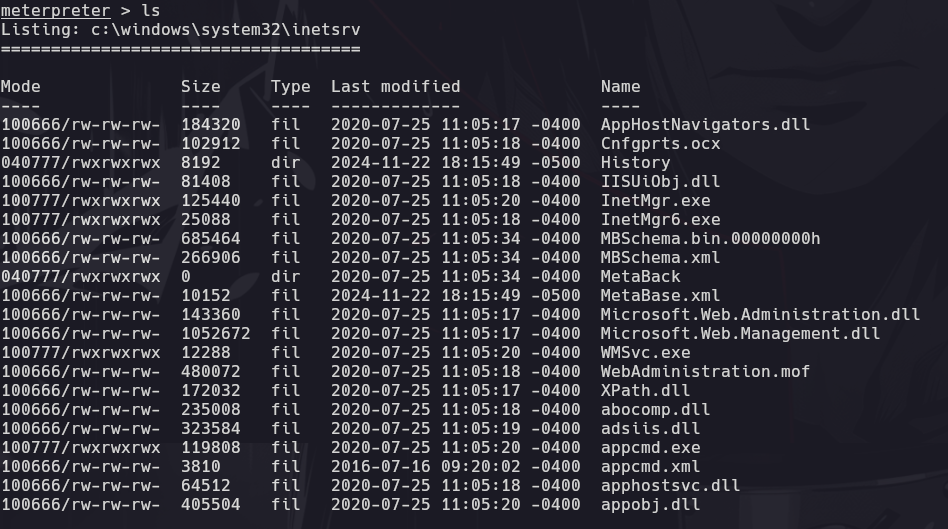 meterpreter > ls
Listing: c:\windows\system32\inetsrv
====================================
Mode              Size     Type  Last modified              Name
----              ----     ----  -------------              ----
100666/rw-rw-rw-  184320   fil   2020-07-25 11:05:17 -0400  AppHostNavigators.dll
100666/rw-rw-rw-  102912   fil   2020-07-25 11:05:18 -0400  Cnfgprts.ocx
040777/rwxrwxrwx  8192     dir   2024-11-22 18:15:49 -0500  History
100666/rw-rw-rw-  81408    fil   2020-07-25 11:05:18 -0400  IISUiObj.dll
100777/rwxrwxrwx  125440   fil   2020-07-25 11:05:20 -0400  InetMgr.exe
100777/rwxrwxrwx  25088    fil   2020-07-25 11:05:18 -0400  InetMgr6.exe
100666/rw-rw-rw-  685464   fil   2020-07-25 11:05:34 -0400  MBSchema.bin.00000000h
100666/rw-rw-rw-  266906   fil   2020-07-25 11:05:34 -0400  MBSchema.xml
040777/rwxrwxrwx  0        dir   2020-07-25 11:05:34 -0400  MetaBack
100666/rw-rw-rw-  10152    fil   2024-11-22 18:15:49 -0500  MetaBase.xml
100666/rw-rw-rw-  143360   fil   2020-07-25 11:05:17 -0400  Microsoft.Web.Administration.dll
100666/rw-rw-rw-  1052672  fil   2020-07-25 11:05:17 -0400  Microsoft.Web.Management.dll
100777/rwxrwxrwx  12288    fil   2020-07-25 11:05:20 -0400  WMSvc.exe
100666/rw-rw-rw-  480072   fil   2020-07-25 11:05:18 -0400  WebAdministration.mof
100666/rw-rw-rw-  172032   fil   2020-07-25 11:05:17 -0400  XPath.dll
100666/rw-rw-rw-  235008   fil   2020-07-25 11:05:18 -0400  abocomp.dll
100666/rw-rw-rw-  323584   fil   2020-07-25 11:05:19 -0400  adsiis.dll
100777/rwxrwxrwx  119808   fil   2020-07-25 11:05:20 -0400  appcmd.exe
100666/rw-rw-rw-  3810     fil   2016-07-16 09:20:02 -0400  appcmd.xml
100666/rw-rw-rw-  64512    fil   2020-07-25 11:05:18 -0400  apphostsvc.dll
100666/rw-rw-rw-  405504   fil   2020-07-25 11:05:20 -0400  appobj.dll